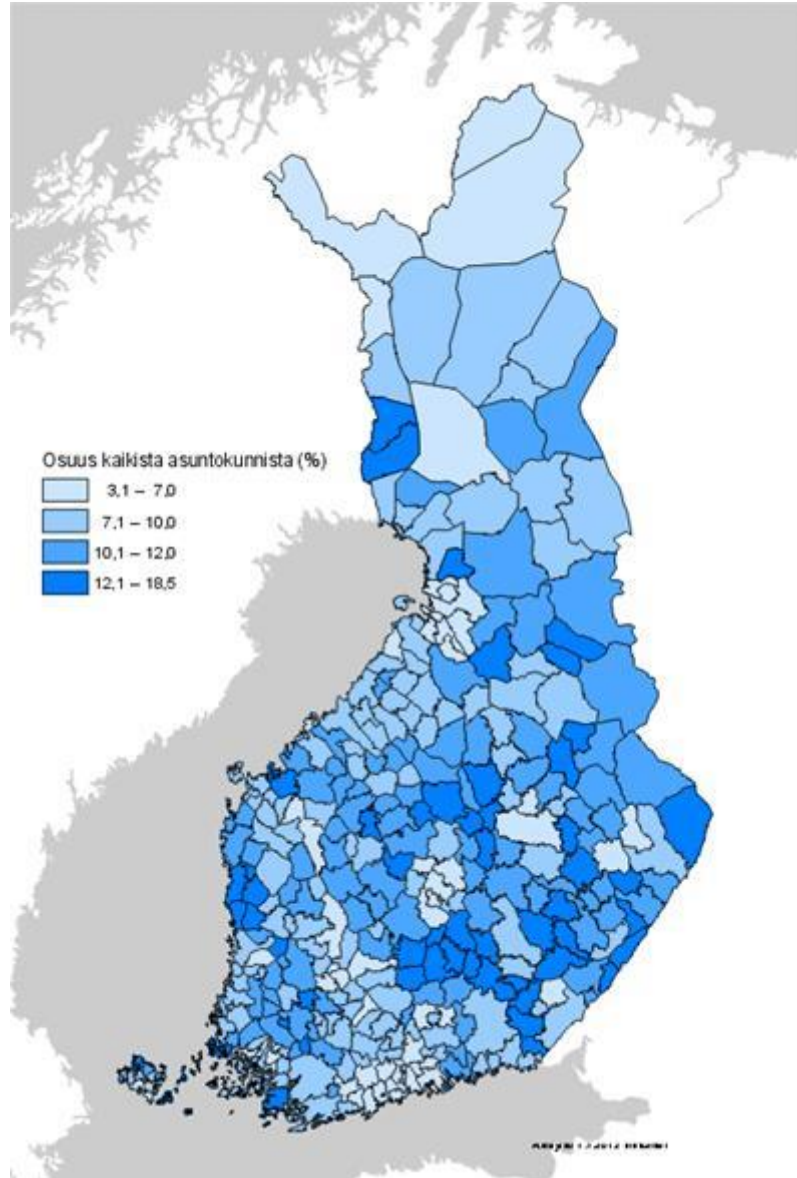 Osuus kaikista asuntokunnista (%)
3,1 – 7,0
7,1 – 10,0
10,1 – 12,0
12,1 – 18,5